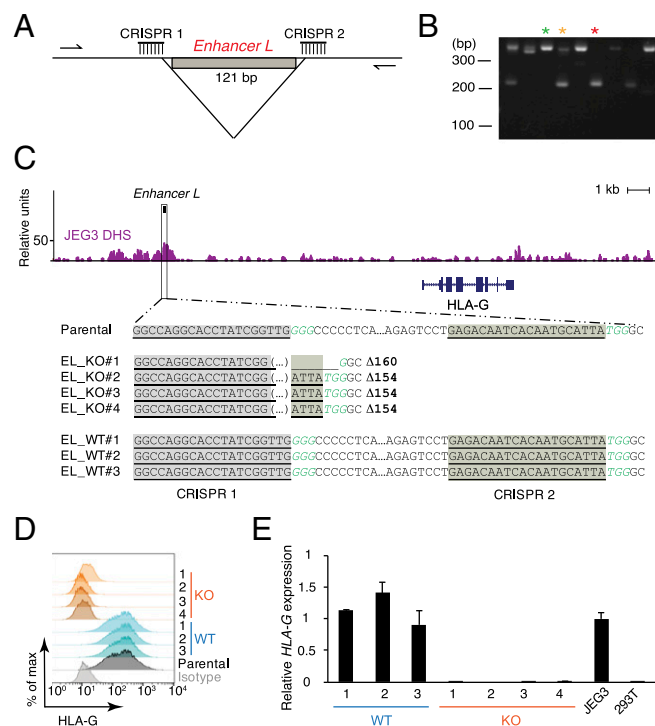 A
CRISPR 1
Enhancer L
CRISPR 2
121 bp
B
(bp)
* * *
300
200
100
C
Relative units
50
Enhancer L
1 kb
JEG3 DHS
HLA-G
Parental GGCCAGGCACCTATCGGTTGGGGCCCCCTCA...AGAGTCCTGAGACAATCACAATGCATTATGGGC
EL_KO#1 GGCCAGGCACCTATCGG(...) GGC Δ160
EL_KO#2 GGCCAGGCACCTATCGG(...) ATTATGGGC Δ154
EL_KO#3 GGCCAGGCACCTATCGG(...) ATTATGGGC Δ154
EL_KO#4 GGCCAGGCACCTATCGG(...) ATTATGGGC Δ154
EL_WT#1 GGCCAGGCACCTATCGGTTGGGGCCCCCTCA...AGAGTCCTGAGACAATCACAATGCATTATGGGC
EL_WT#2 GGCCAGGCACCTATCGGTTGGGGCCCCCTCA...AGAGTCCTGAGACAATCACAATGCATTATGGGC
EL_WT#3 GGCCAGGCACCTATCGGTTGGGGCCCCCTCA...AGAGTCCTGAGACAATCACAATGCATTATGGGC
CRISPR 1 CRISPR 2
D
% of max
1
2
3
4
KO
1
2
3
WT
Parental
Isotype
10⁰ 10¹ 10² 10³ 10⁴
HLA-G
E
Relative HLA-G expression
1.5
1
0.5
0
1 2 3 1 2 3 4 JEG3 293T
WT KO